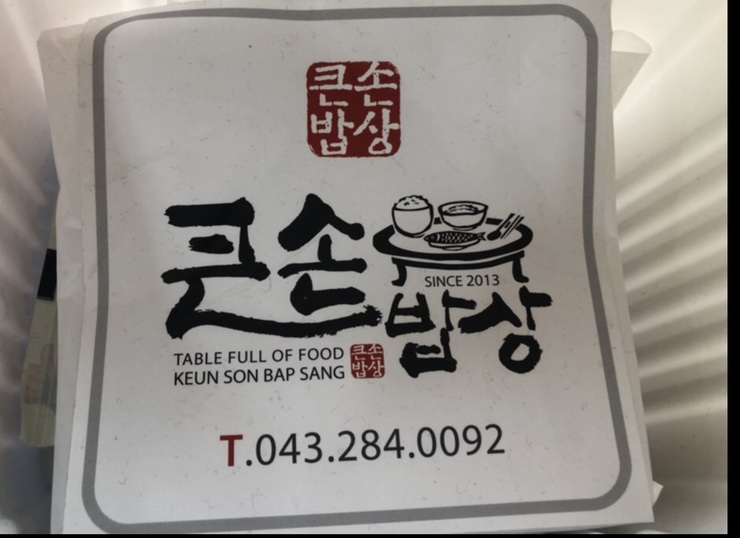 큰손
밥상
큰손
SINCE 2013
밥상
TABLE FULL OF FOOD
KEUN SON BAP SANG
큰손
밥상
T.043.284.0092